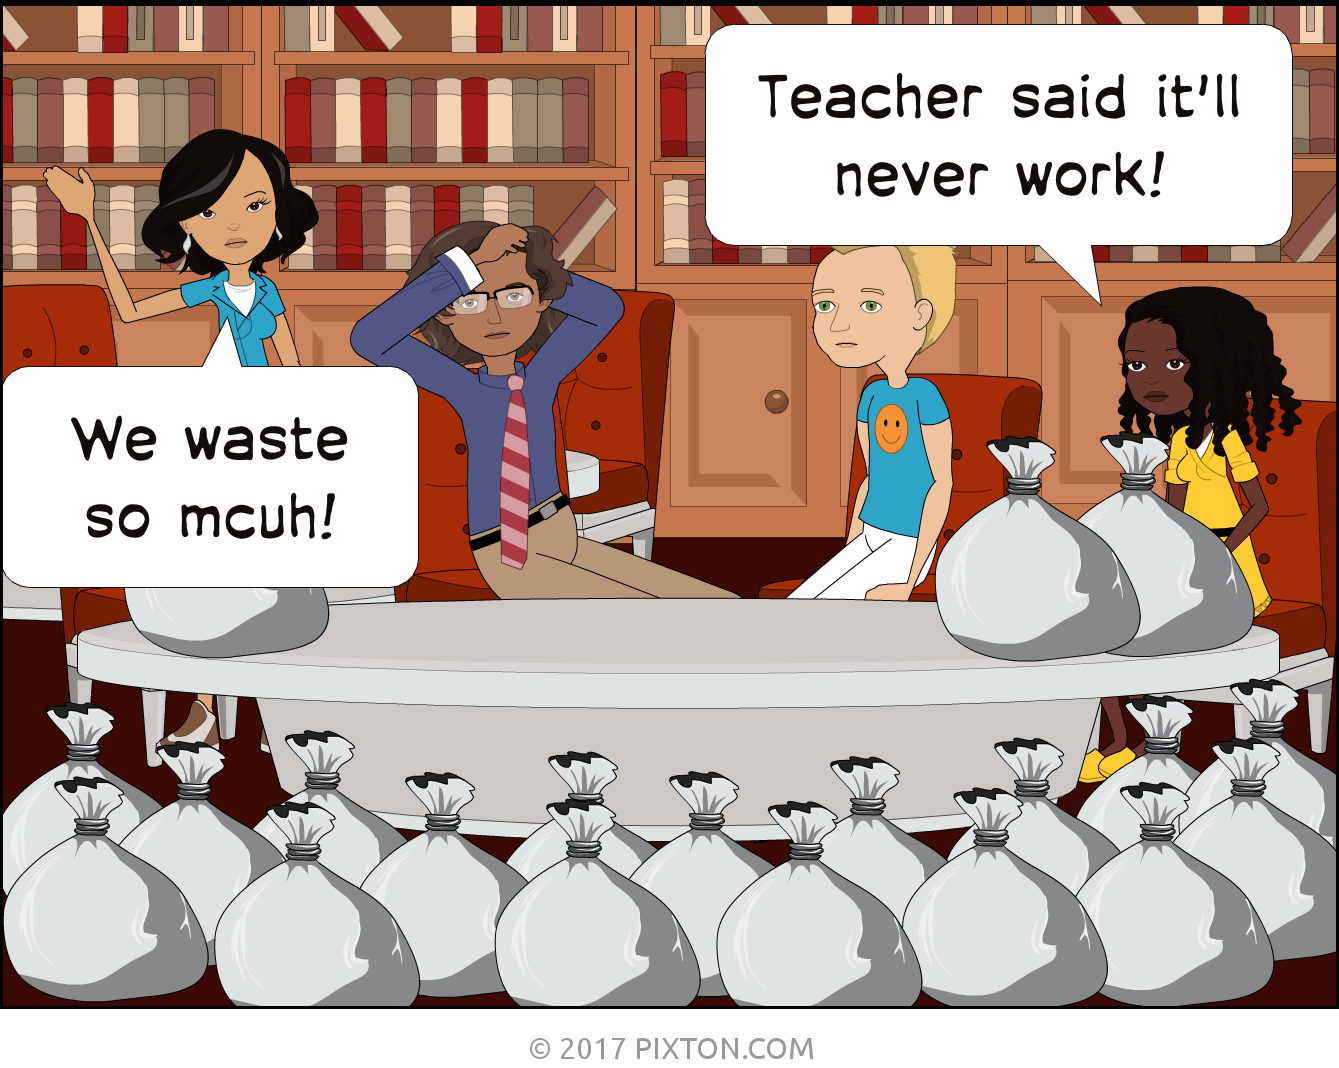 Teacher said it'll
never work!
We waste
so mcuh!
© 2017 PIXTON.COM